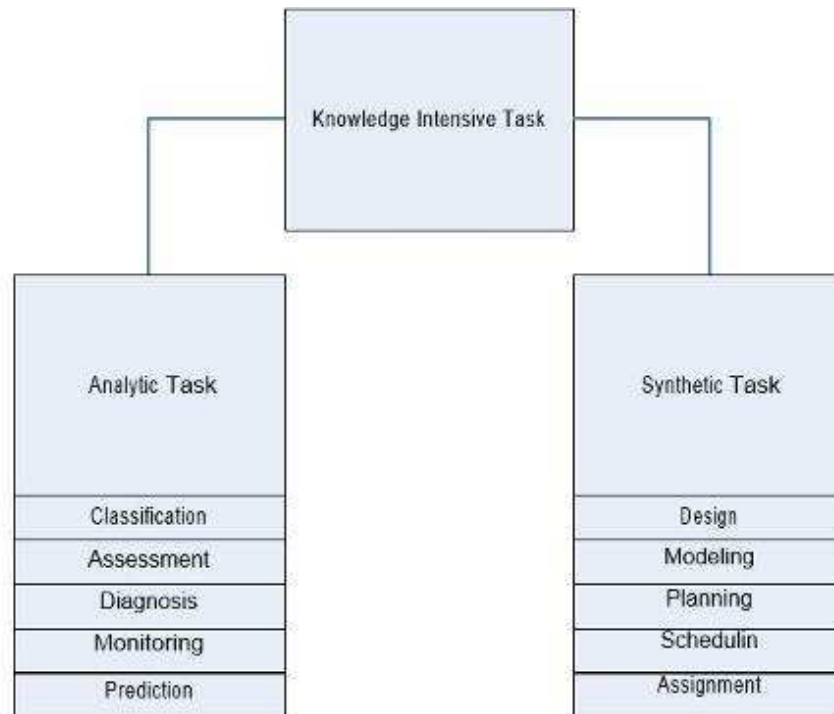 Knowledge Intensive Task
Analytic Task
Classification
Assessment
Diagnosis
Monitoring
Prediction
Synthetic Task
Design
Modeling
Planning
Schedulin
Assignment